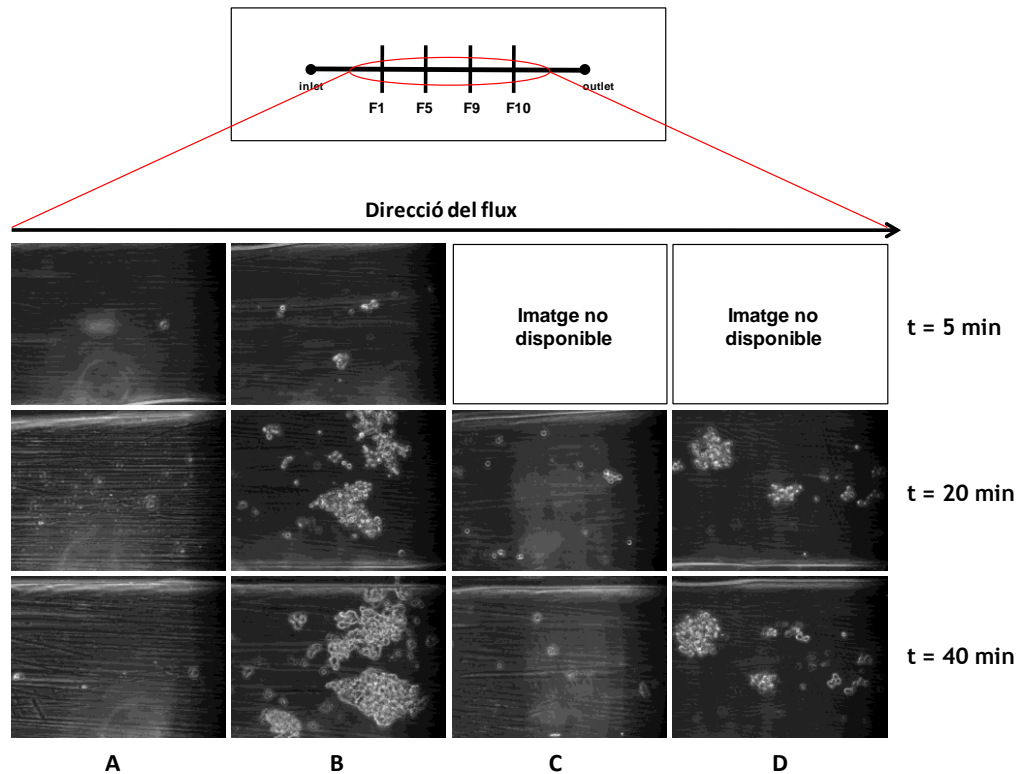 inlet
outlet
F1 F5 F9 F10
Direcció del flux
Imatge no
disponible
Imatge no
disponible
t = 5 min
t = 20 min
t = 40 min
A B C D